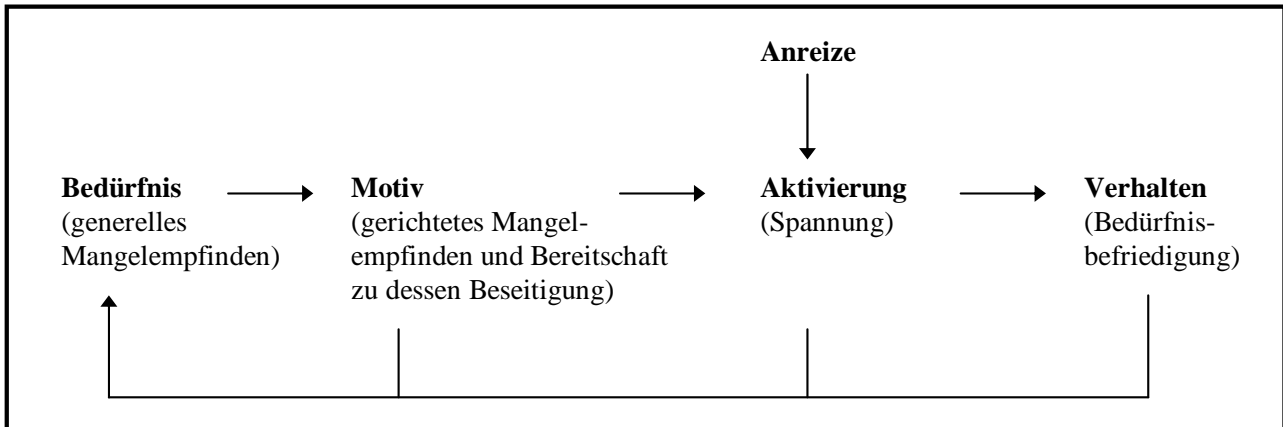 Anreize
Bedürfnis
(generelles
Mangelempfinden)
Motiv
(gerichtetes Mangel-
empfinden und Bereitschaft
zu dessen Beseitigung)
Aktivierung
(Spannung)
Verhalten
(Bedürfnis-
befriedigung)